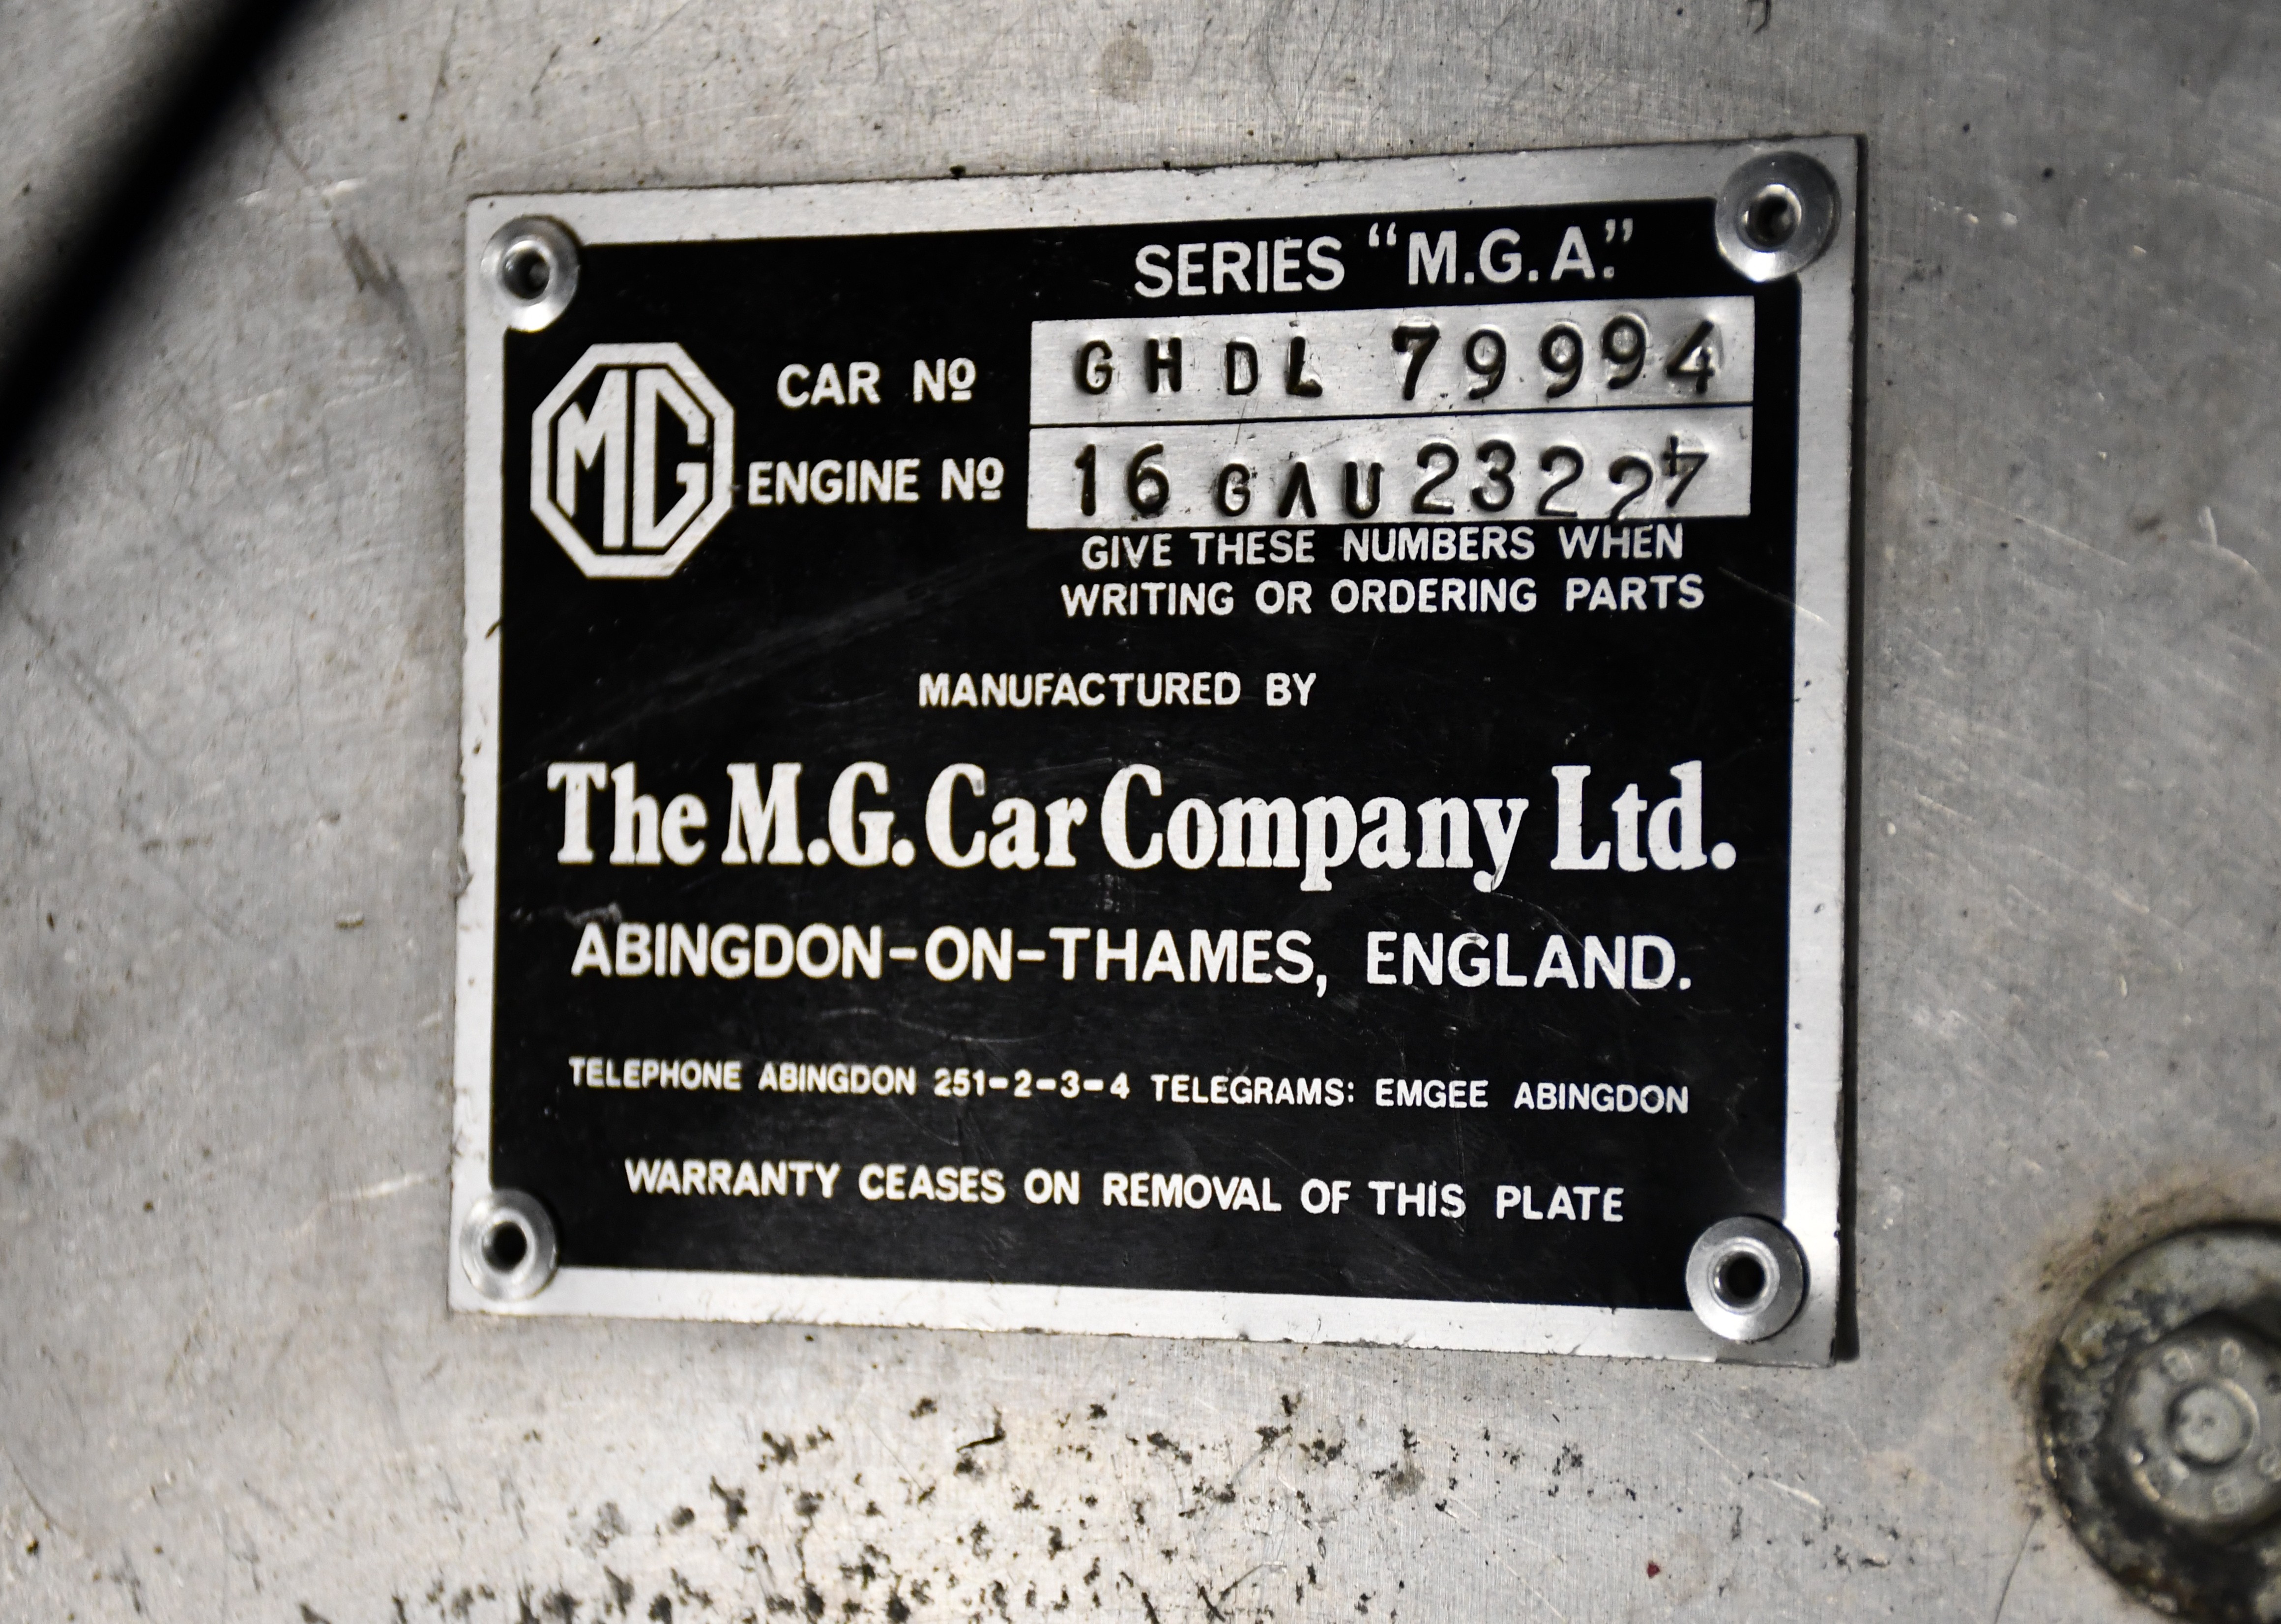 SERIES "M.G.A."
MG
CAR Nº GHDL 79994
ENGINE Nº 16 GAU 23224
GIVE THESE NUMBERS WHEN
WRITING OR ORDERING PARTS
MANUFACTURED BY
The M.G. Car Company Ltd.
ABINGDON-ON-THAMES, ENGLAND.
TELEPHONE ABINGDON 251-2-3-4 TELEGRAMS: EMGEE ABINGDON
WARRANTY CEASES ON REMOVAL OF THIS PLATE